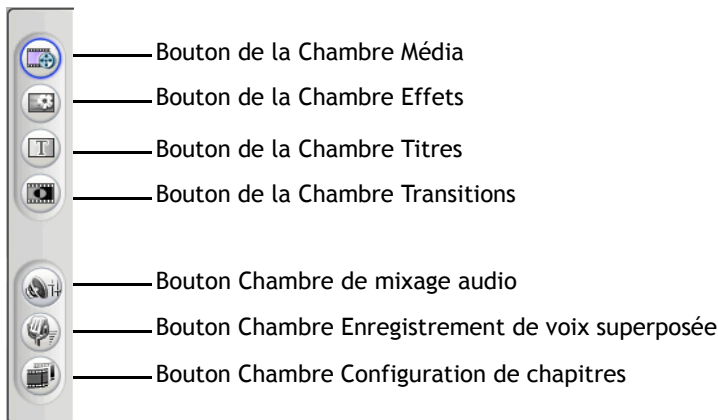 Bouton de la Chambre Média
Bouton de la Chambre Effets
T Bouton de la Chambre Titres
Bouton de la Chambre Transitions
Bouton Chambre de mixage audio
Bouton Chambre Enregistrement de voix superposée
Bouton Chambre Configuration de chapitres